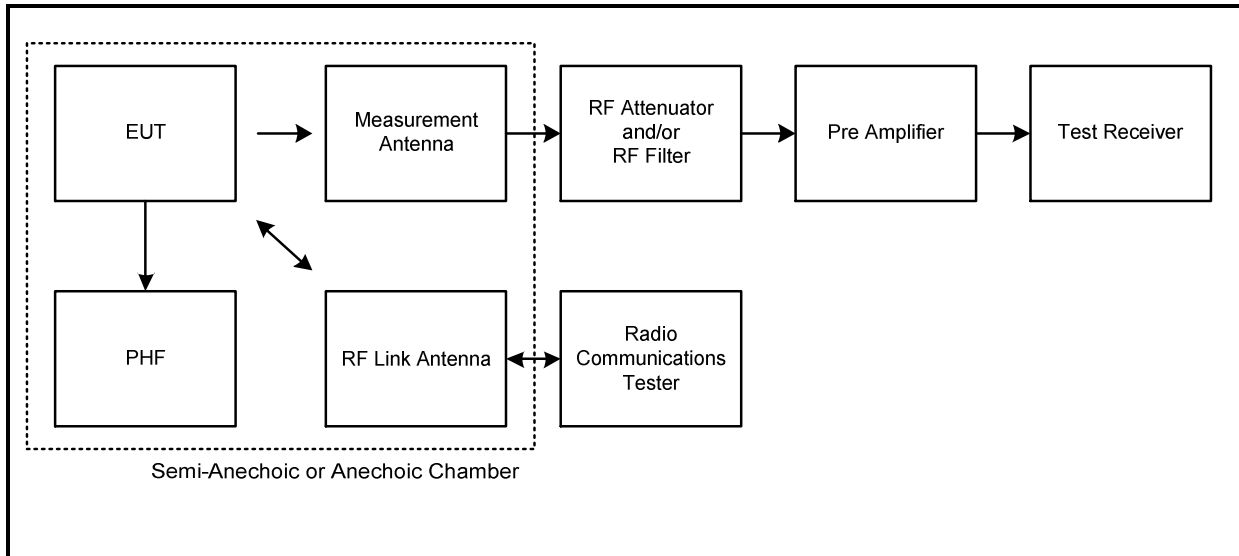 EUT
Measurement
Antenna
RF Attenuator
and/or
RF Filter
Pre Amplifier
Test Receiver
PHF
RF Link Antenna
Radio
Communications
Tester
Semi-Anechoic or Anechoic Chamber